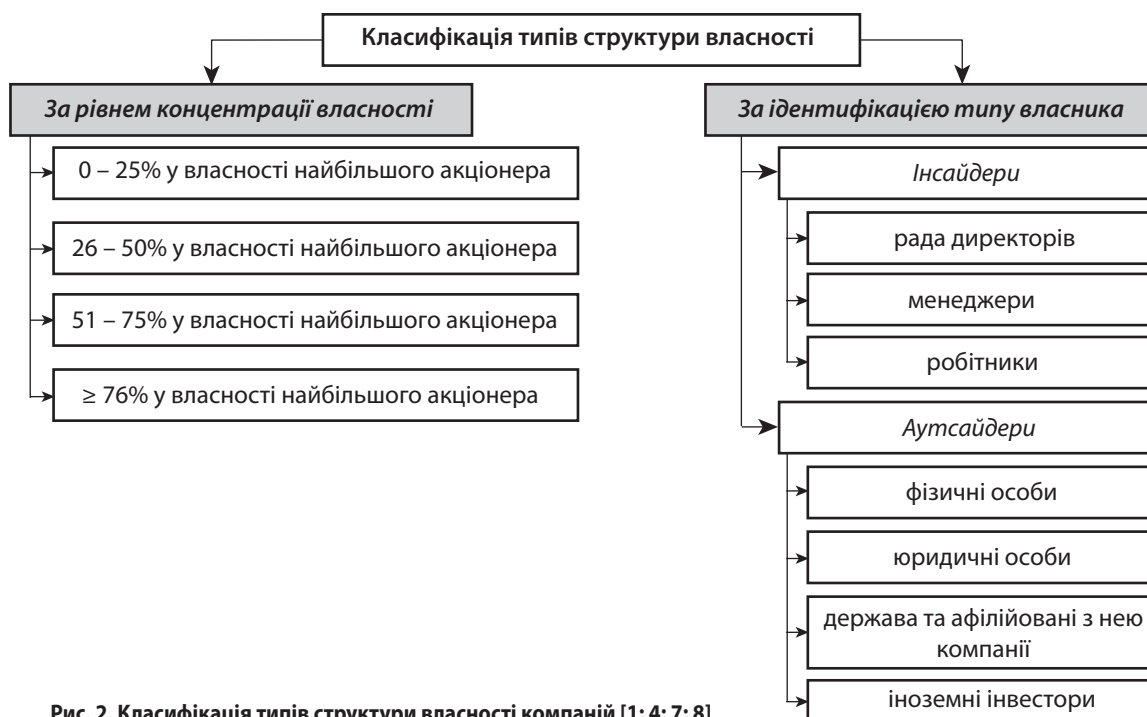 Класифікація типів структури власності
За рівнем концентрації власності
0 – 25% у власності найбільшого акціонера
26 – 50% у власності найбільшого акціонера
51 – 75% у власності найбільшого акціонера
≥ 76% у власності найбільшого акціонера
За ідентифікацією типу власника
Інсайдери
рада директорів
менеджери
робітники
Аутсайдери
фізичні особи
юридичні особи
держава та афілійовані з нею
компанії
іноземні інвестори
Рис. 2. Класифікація типів структури власності компаній [1; 4; 7; 8]